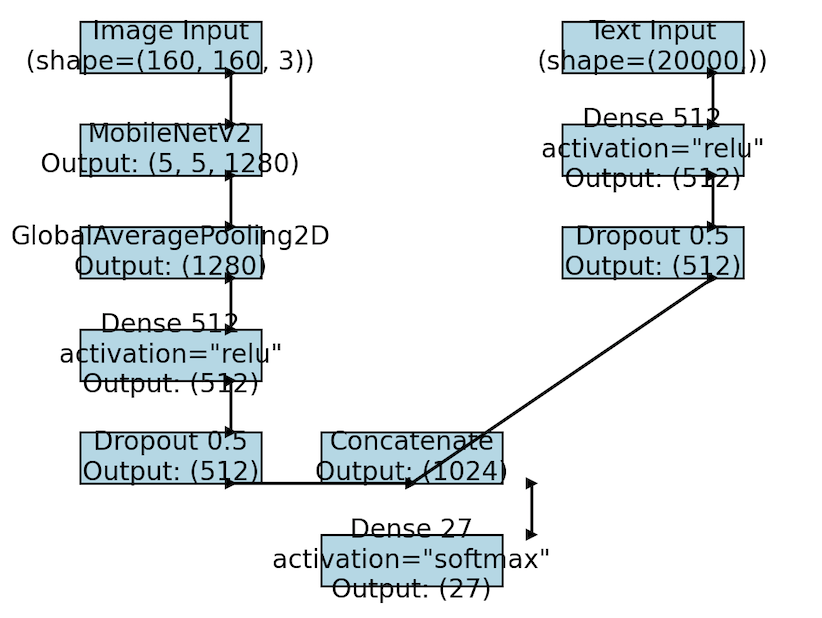 Image Input
(shape=(160, 160, 3))
MobileNetV2
Output: (5, 5, 1280)
GlobalAveragePooling2D
Output: (1280)
Dense 512
activation="relu"
Output: (512)
Dropout 0.5
Output: (512)
Text Input
(shape=(20000,))
Dense 512
activation="relu"
Output: (512)
Dropout 0.5
Output: (512)
Concatenate
Output: (1024)
Dense 27
activation="softmax"
Output: (27)